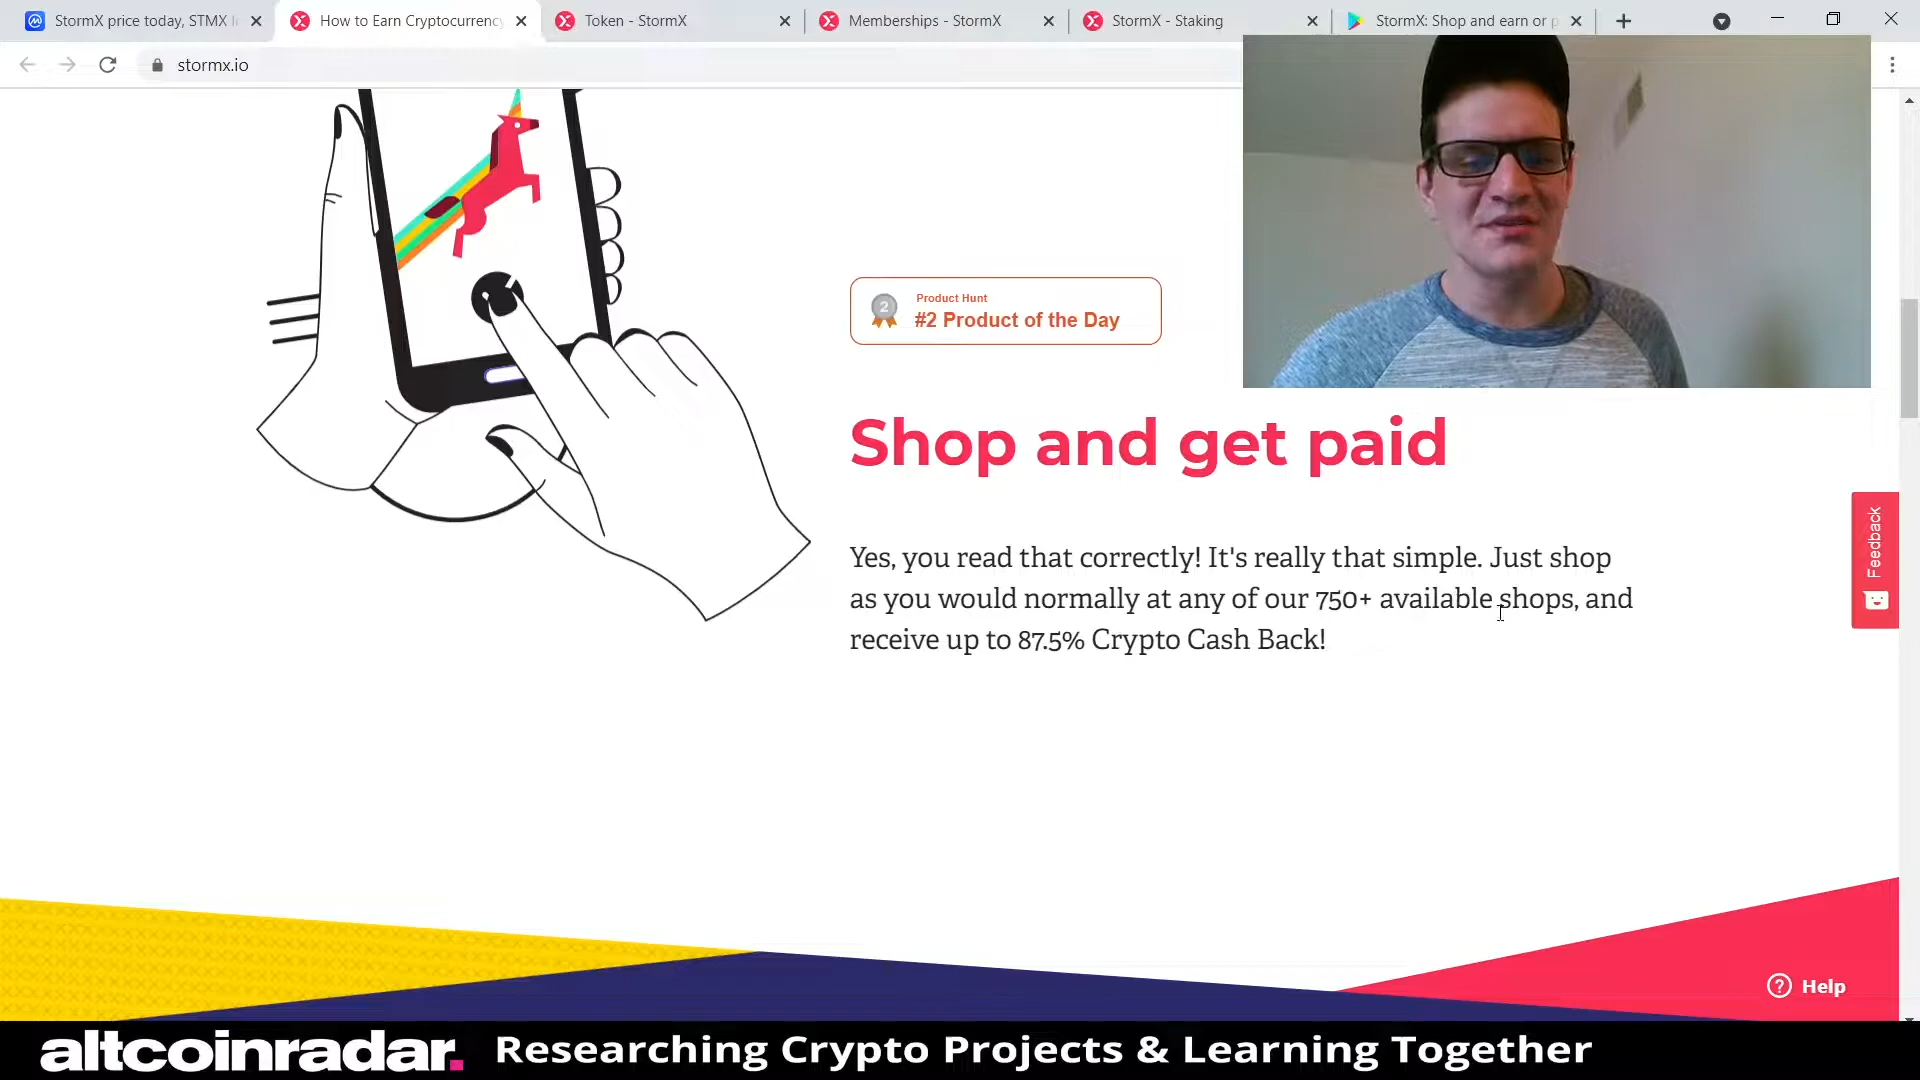 StormX price today, STMX
How to Earn Cryptocurrency
Token - StormX
Memberships - StormX
StormX - Staking
StormX: Shop and earn or p
stormx.io
2
Product Hunt
#2 Product of the Day
Shop and get paid
Yes, you read that correctly! It's really that simple. Just shop
as you would normally at any of our 750+ available shops, and
receive up to 87.5% Crypto Cash Back!
Feedback
? Help
altcoinradar. Researching Crypto Projects & Learning Together